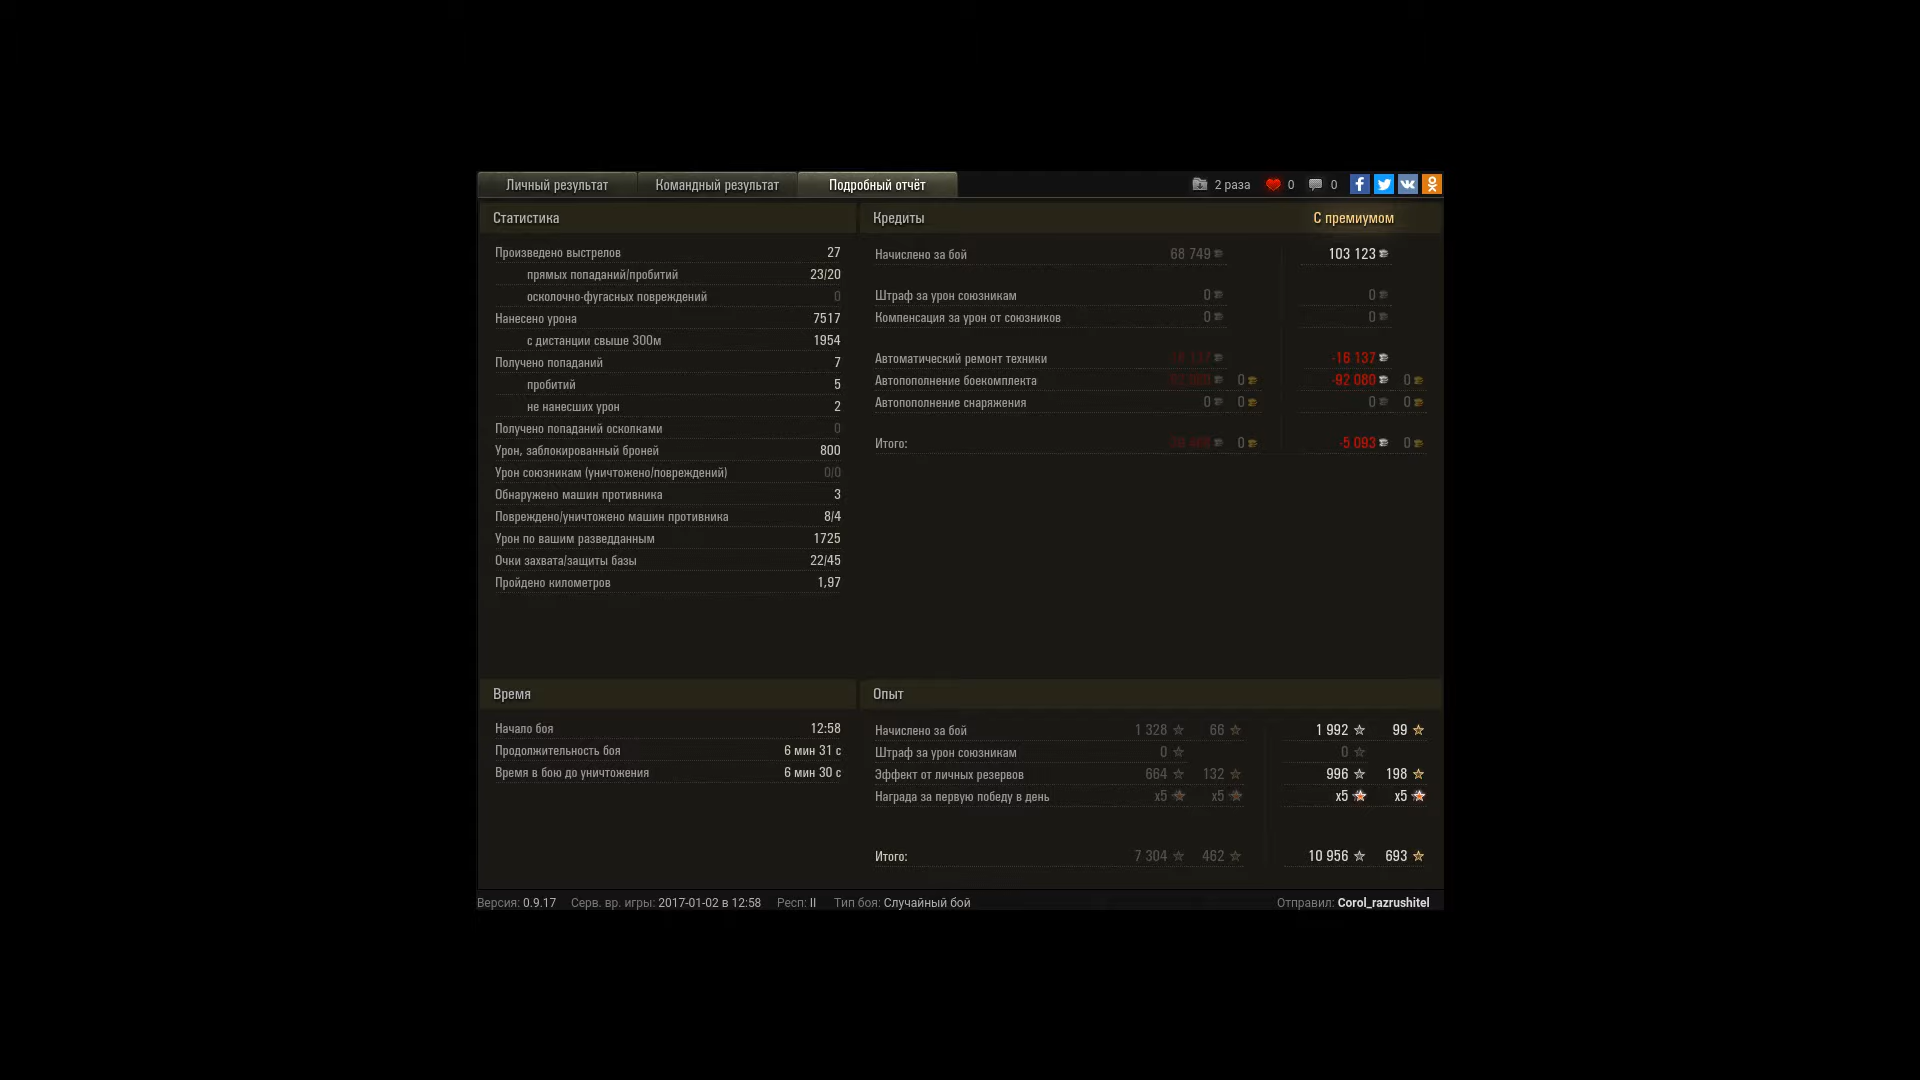 Личный результат Командный результат Подробный отчёт 2 раза 0 0
Статистика
Произведено выстрелов 27
прямых попаданий/пробитий 23/20
осколочно-фугасных повреждений 0
Нанесено урона 7517
с дистанции свыше 300м 1954
Получено попаданий 7
пробитий 5
не нанесших урон 2
Получено попаданий осколками 0
Урон, заблокированный броней 800
Урон союзникам (уничтожено/повреждений) 0/0
Обнаружено машин противника 3
Повреждено/уничтожено машин противника 8/4
Урон по вашим разведданным 1725
Очки захвата/защиты базы 22/45
Пройдено километров 1,97
Кредиты С премиумом
Начислено за бой 68 749 103 123
Штраф за урон союзникам 0 0
Компенсация за урон от союзников 0 0
Автоматический ремонт техники -16 137
Автопополнение боекомплекта 0 -92 080 0
Автопополнение снаряжения 0 0 0 0
Итого: 0 -5 093 0
Время
Начало боя 12:58
Продолжительность боя 6 мин 31 с
Время в бою до уничтожения 6 мин 30 с
Опыт
Начислено за бой 1 328 66 1 992 99
Штраф за урон союзникам 0 0
Эффект от личных резервов 664 132 996 198
Награда за первую победу в день x5 x5 x5 x5
Итого: 7 304 462 10 956 693
Версия: 0.9.17 Серв. вр. игры: 2017-01-02 в 12:58 Респ: II Тип боя: Случайный бой Отправил: Corol_razrushitel